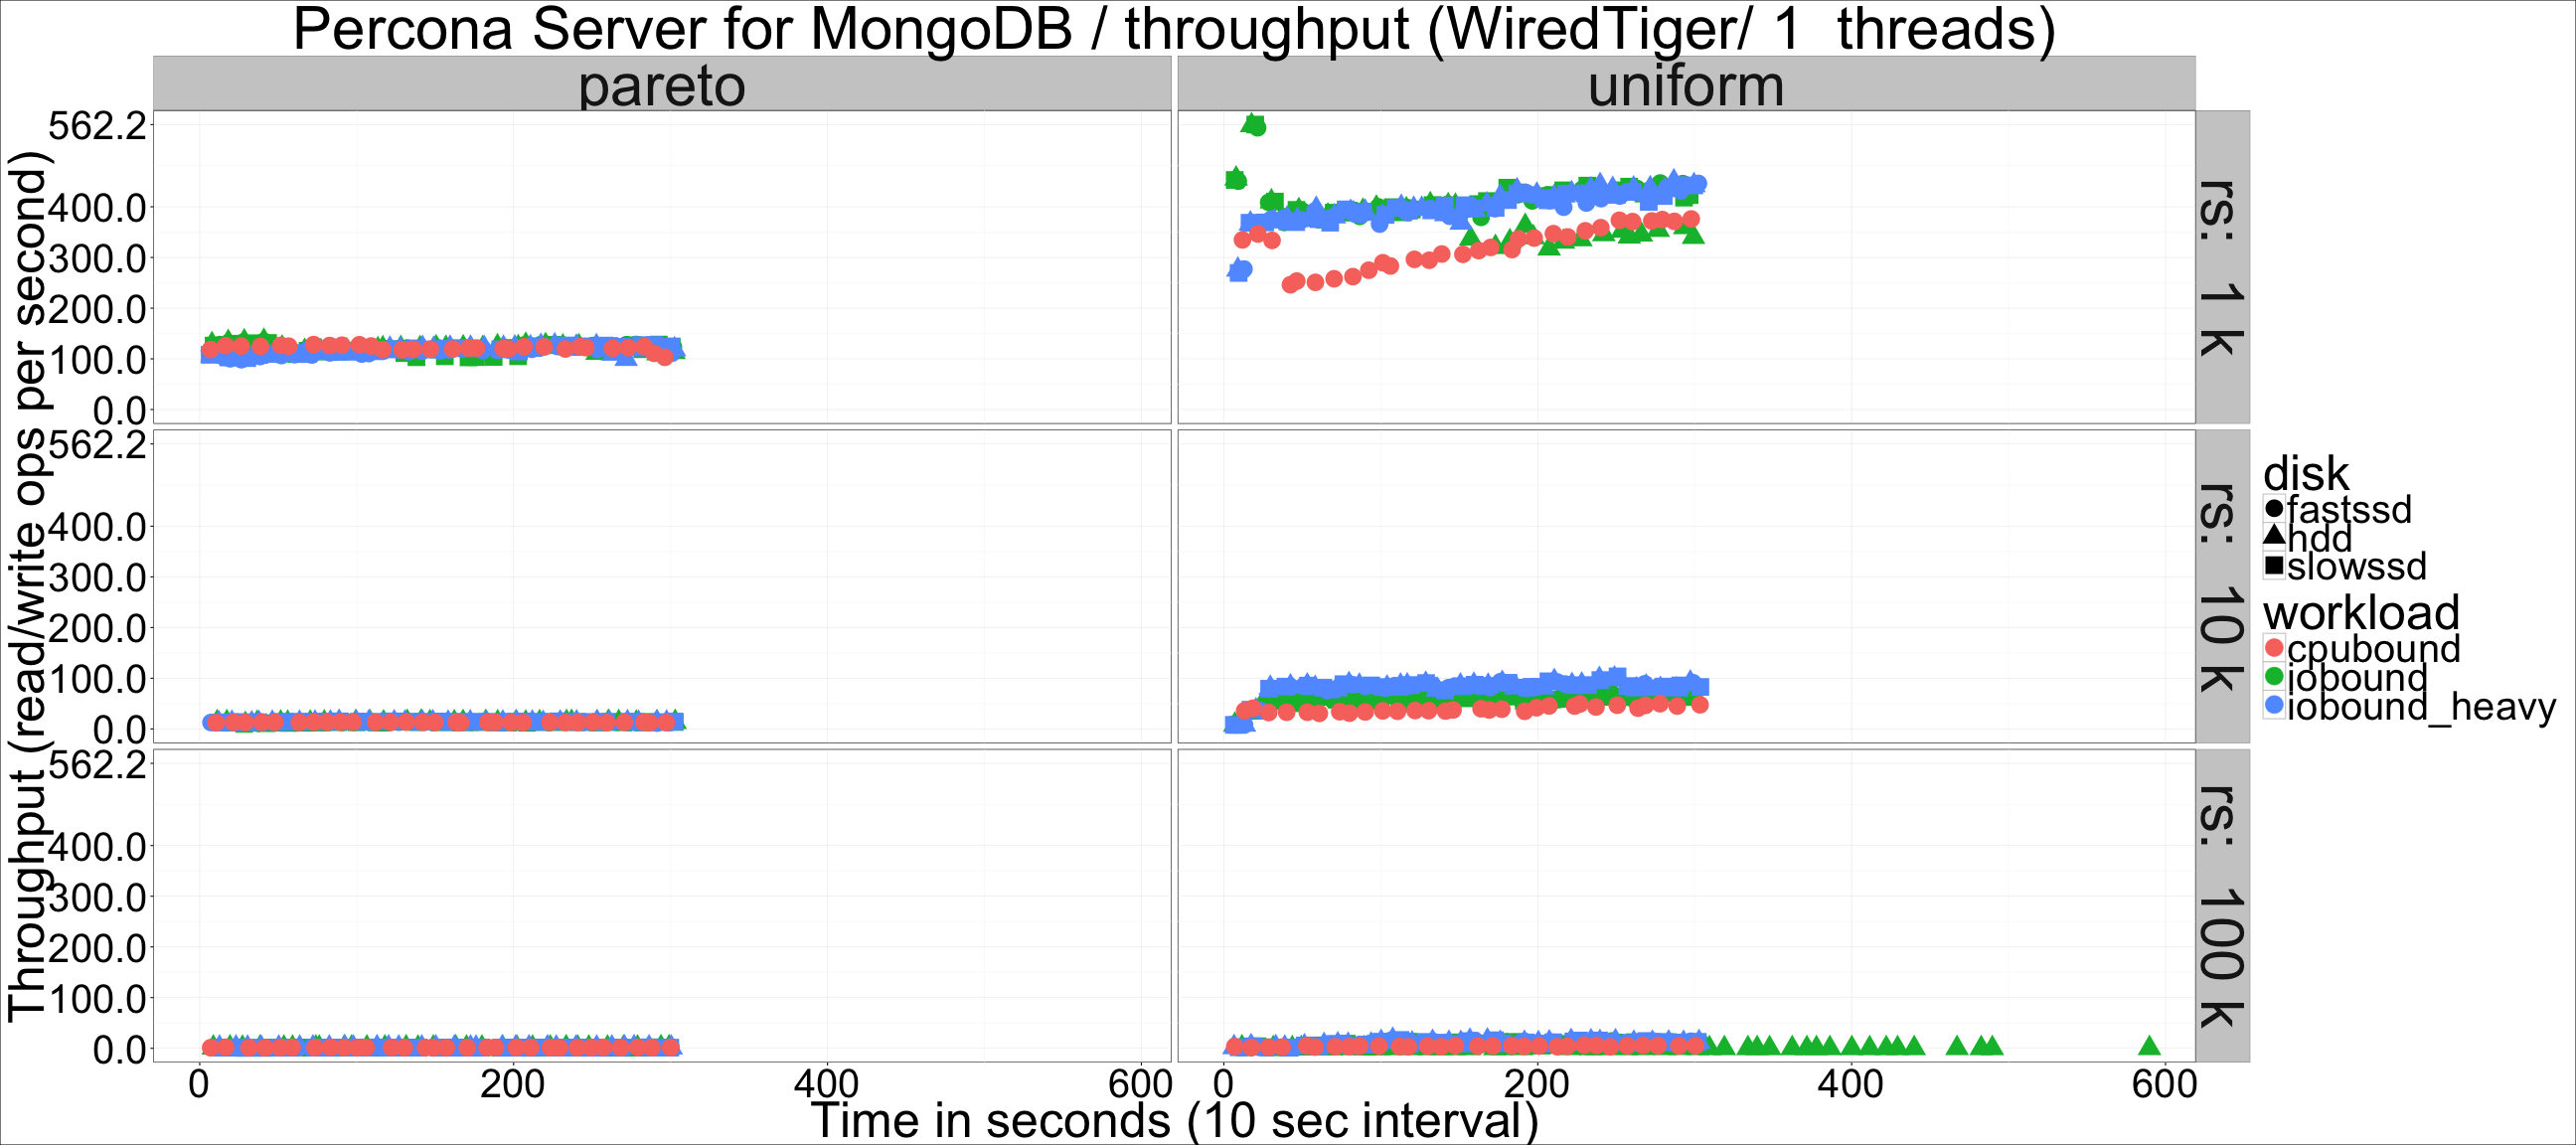 Percona Server for MongoDB / throughput (WiredTiger/ 1 threads)
pareto
uniform
Throughput (read/write ops per second)
562.2
400.0
300.0
200.0
100.0
0.0
rs: 1 k
562.2
400.0
300.0
200.0
100.0
0.0
rs: 10 k
562.2
400.0
300.0
200.0
100.0
0.0
rs: 100 k
0 200 400 600
0 200 400 600
Time in seconds (10 sec interval)
disk
fastssd
hdd
slowssd
workload
cpubound
iobound
iobound_heavy